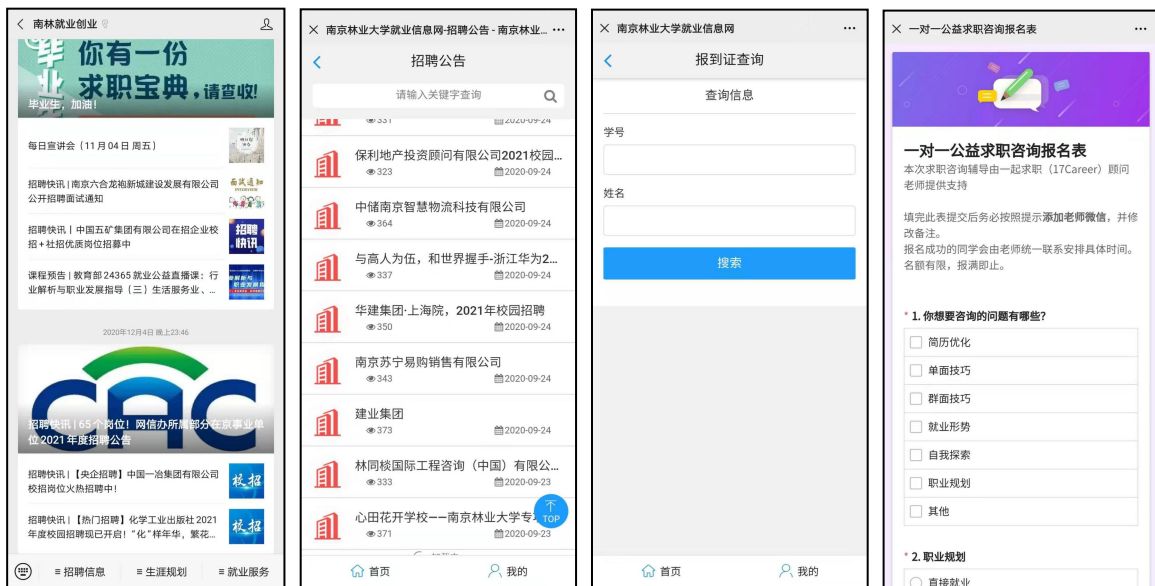 南林就业创业
毕业
你有一份
求职宝典,请查收!
毕业生,加油!
每日宣讲会(11月04日 周五)
招聘快讯|南京六合龙袍新城建设发展有限公司
公开招聘面试通知
面试通知
招聘快讯丨中国五矿集团有限公司在招企业校
招+社招优质岗位招募中
招聘
快讯
课程预告|教育部24365就业公益直播课:行
业解析与职业发展指导(三)生活服务业、...
2020年12月4日 晚上23:46
CAC
招聘快讯|65个岗位!网信办所属部分在京事业单
位2021年度招聘公告
招聘快讯|【央企招聘】中国一冶集团有限公司
校招岗位火热招聘中!
校招
招聘快讯|【热门招聘】化学工业出版社2021
年度校园招聘现已开启!“化”样年华,繁花...
校招
招聘信息
生涯规划
就业服务
南京林业大学就业信息网-招聘公告 - 南京林业... ···
招聘公告
请输入关键字查询
331 2020-09-24
保利地产投资顾问有限公司2021校园...
323 2020-09-24
中储南京智慧物流科技有限公司
364 2020-09-24
与高人为伍,和世界握手-浙江华为2...
337 2020-09-24
华建集团·上海院,2021年校园招聘
350 2020-09-24
南京苏宁易购销售有限公司
343 2020-09-24
建业集团
373 2020-09-24
林同棪国际工程咨询(中国)有限公...
333 2020-09-23
心田花开学校——南京林业大学专
371 2020-09-23
TOP
首页 我的
南京林业大学就业信息网 ···
报到证查询
查询信息
学号
姓名
搜索
首页 我的
一对一公益求职咨询报名表 ···
一对一公益求职咨询报名表
本次求职咨询辅导由一起求职(17Career)顾问
老师提供支持
填完此表提交后务必按照提示添加老师微信,并修
改备注。
报名成功的同学会由老师统一联系安排具体时间。
名额有限,报满即止。
* 1. 你想要咨询的问题有哪些?
简历优化
单面技巧
群面技巧
就业形势
自我探索
职业规划
其他
* 2. 职业规划
直接就业